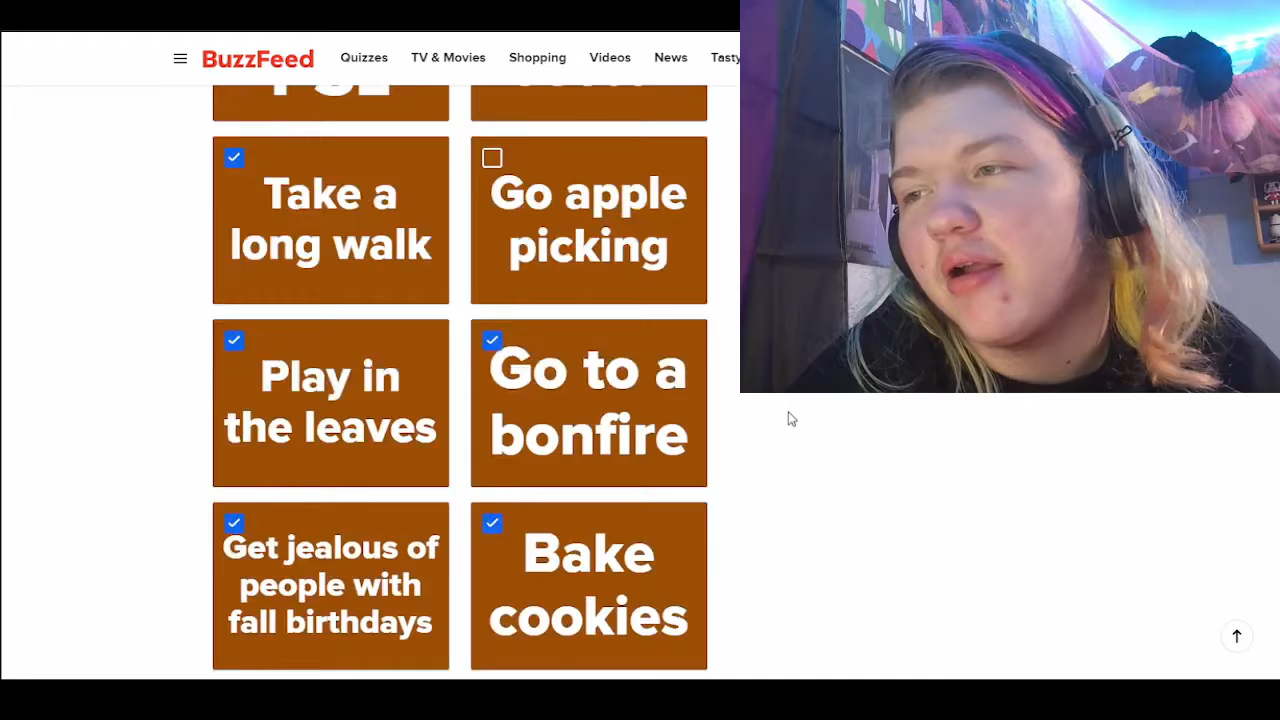 BuzzFeed Quizzes TV & Movies Shopping Videos News Tasty
Take a
long walk
Go apple
picking
Play in
the leaves
Go to a
bonfire
Get jealous of
people with
fall birthdays
Bake
cookies